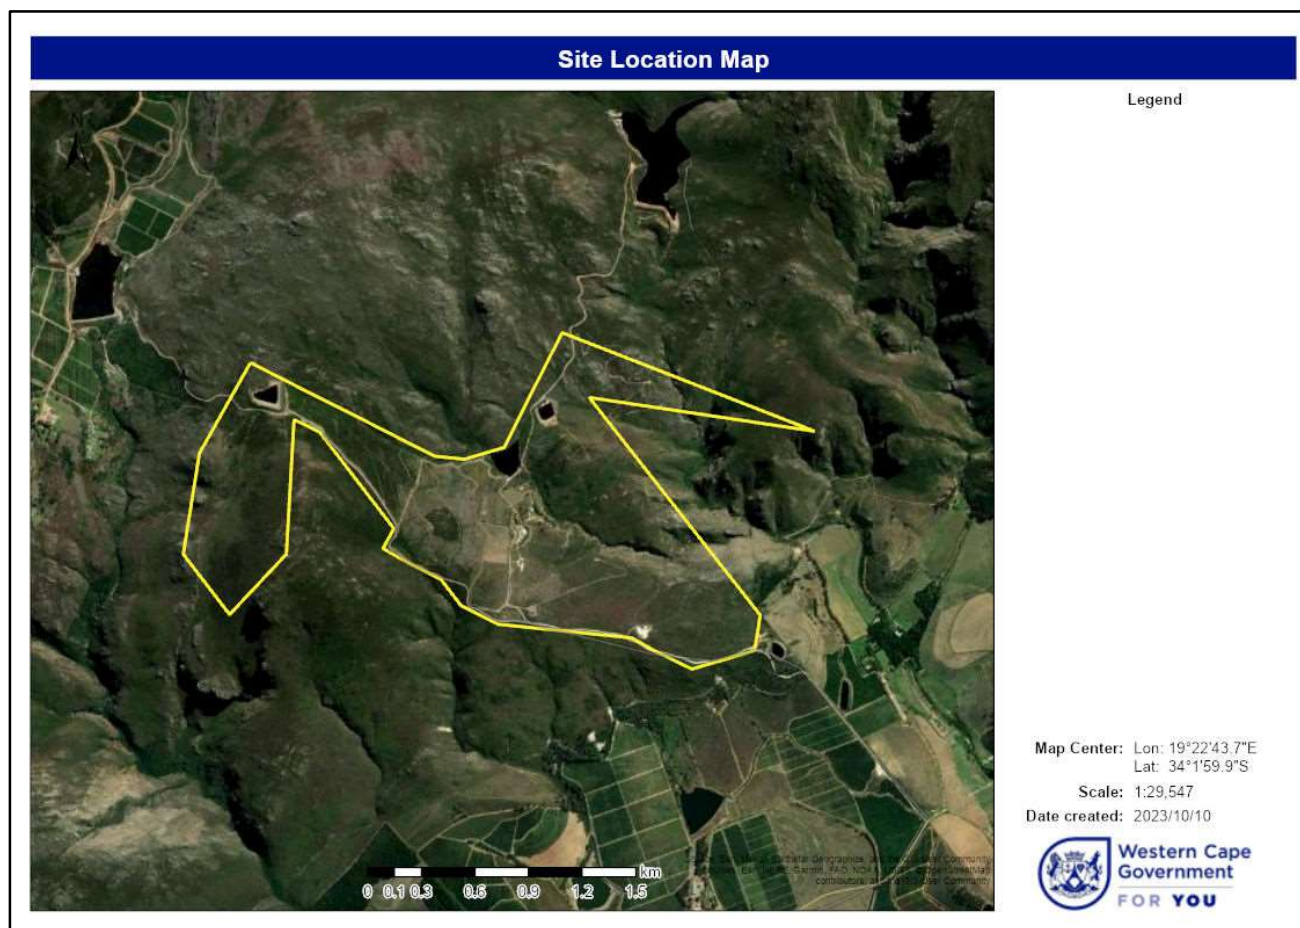 Site Location Map
N
Legend
km
0 0.1 0.3 0.6 0.9 1.2 1.5
Map Center: Lon: 19°22'43.7"E
Lat: 34°1'59.9"S
Scale: 1:29,547
Date created: 2023/10/10
Western Cape
Government
FOR YOU